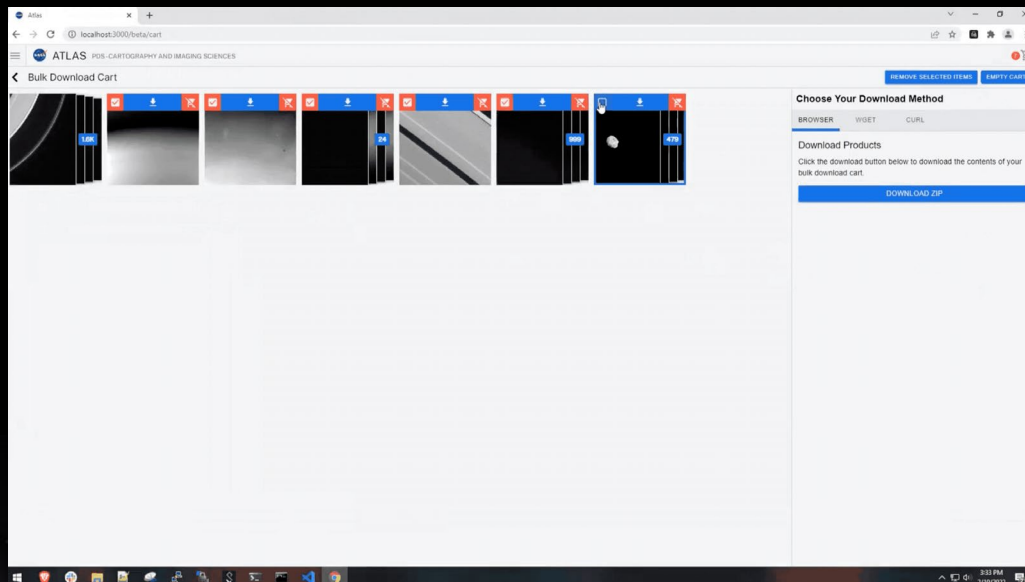 Atlas
localhost:3000/beta/cart
ATLAS PDS-CARTOGRAPHY AND IMAGING SCIENCES
Bulk Download Cart
REMOVE SELECTED ITEMS
EMPTY CART
1.6K
24
999
479
Choose Your Download Method
BROWSER WGET CURL
Download Products
Click the download button below to download the contents of your
bulk download cart.
DOWNLOAD ZIP
3:33 PM